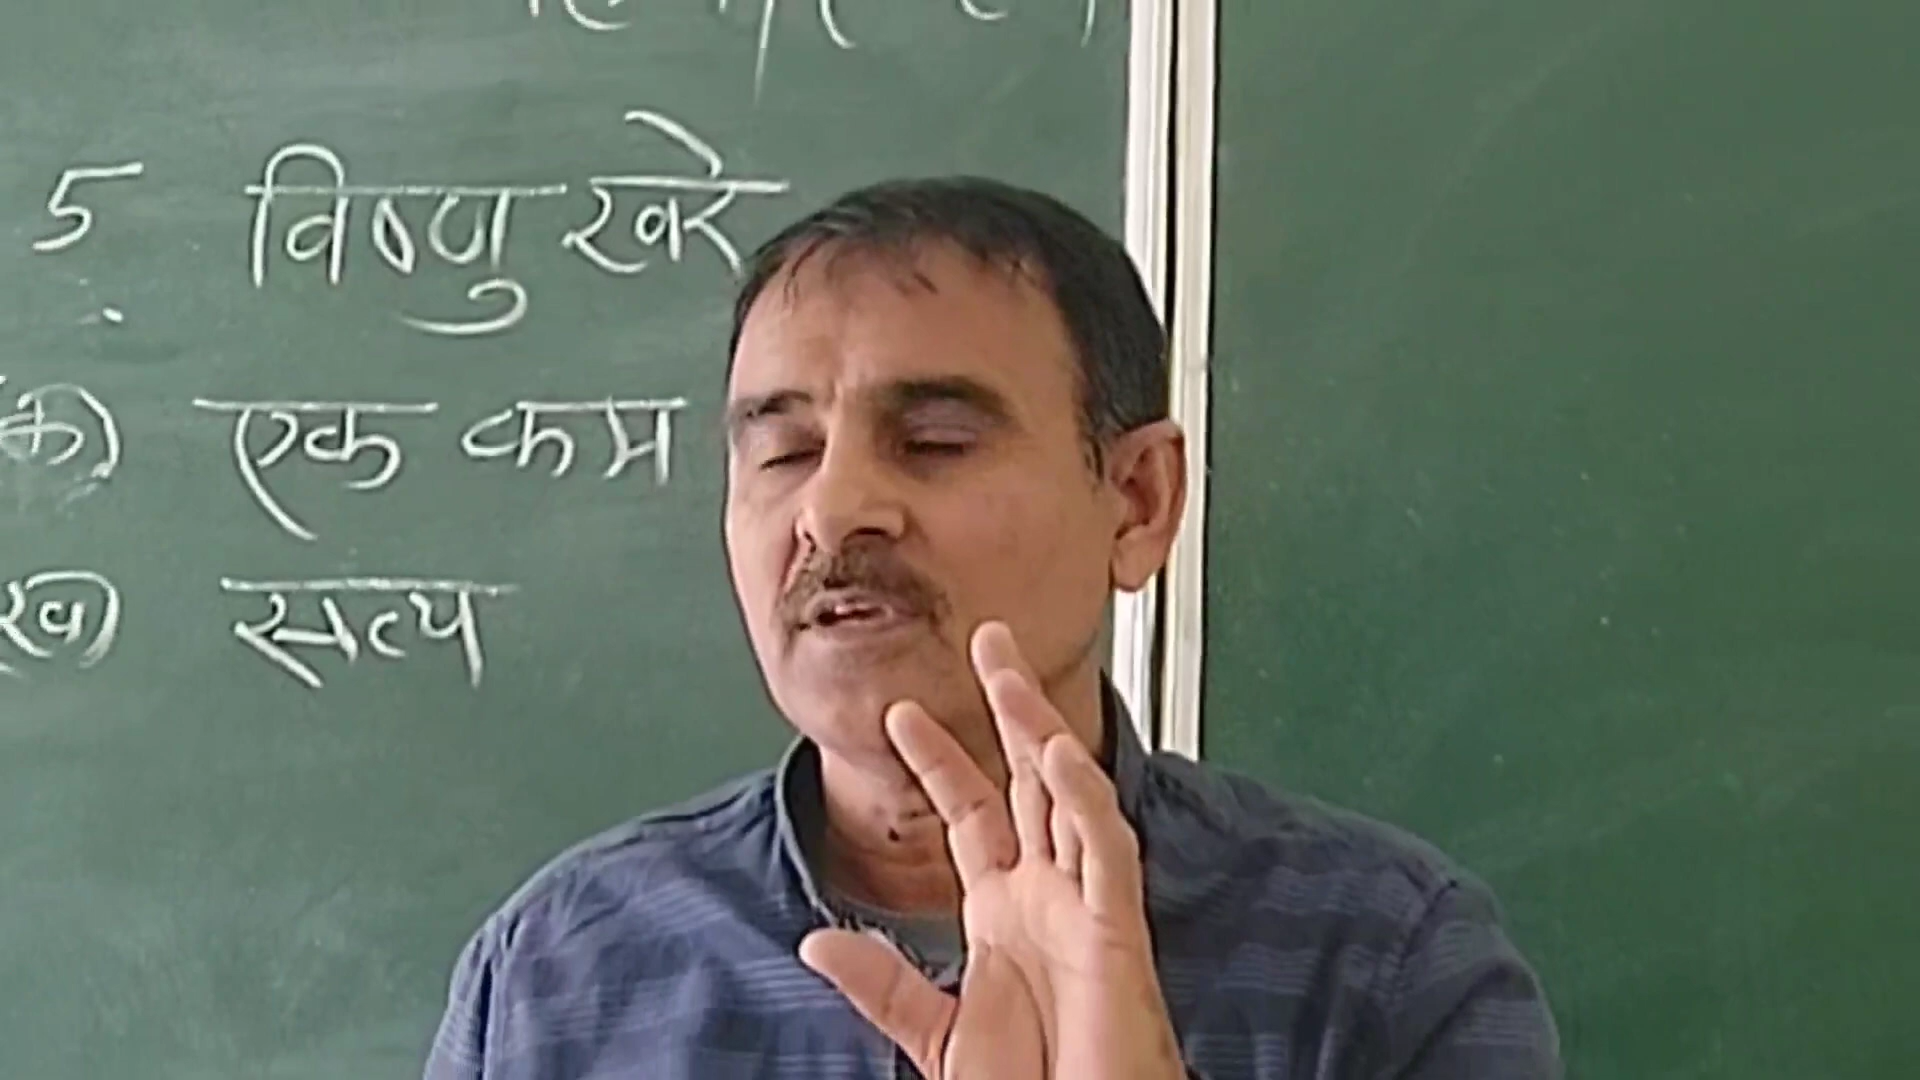 5. विष्णु खरे
(क) एक कम
(ख) सत्य